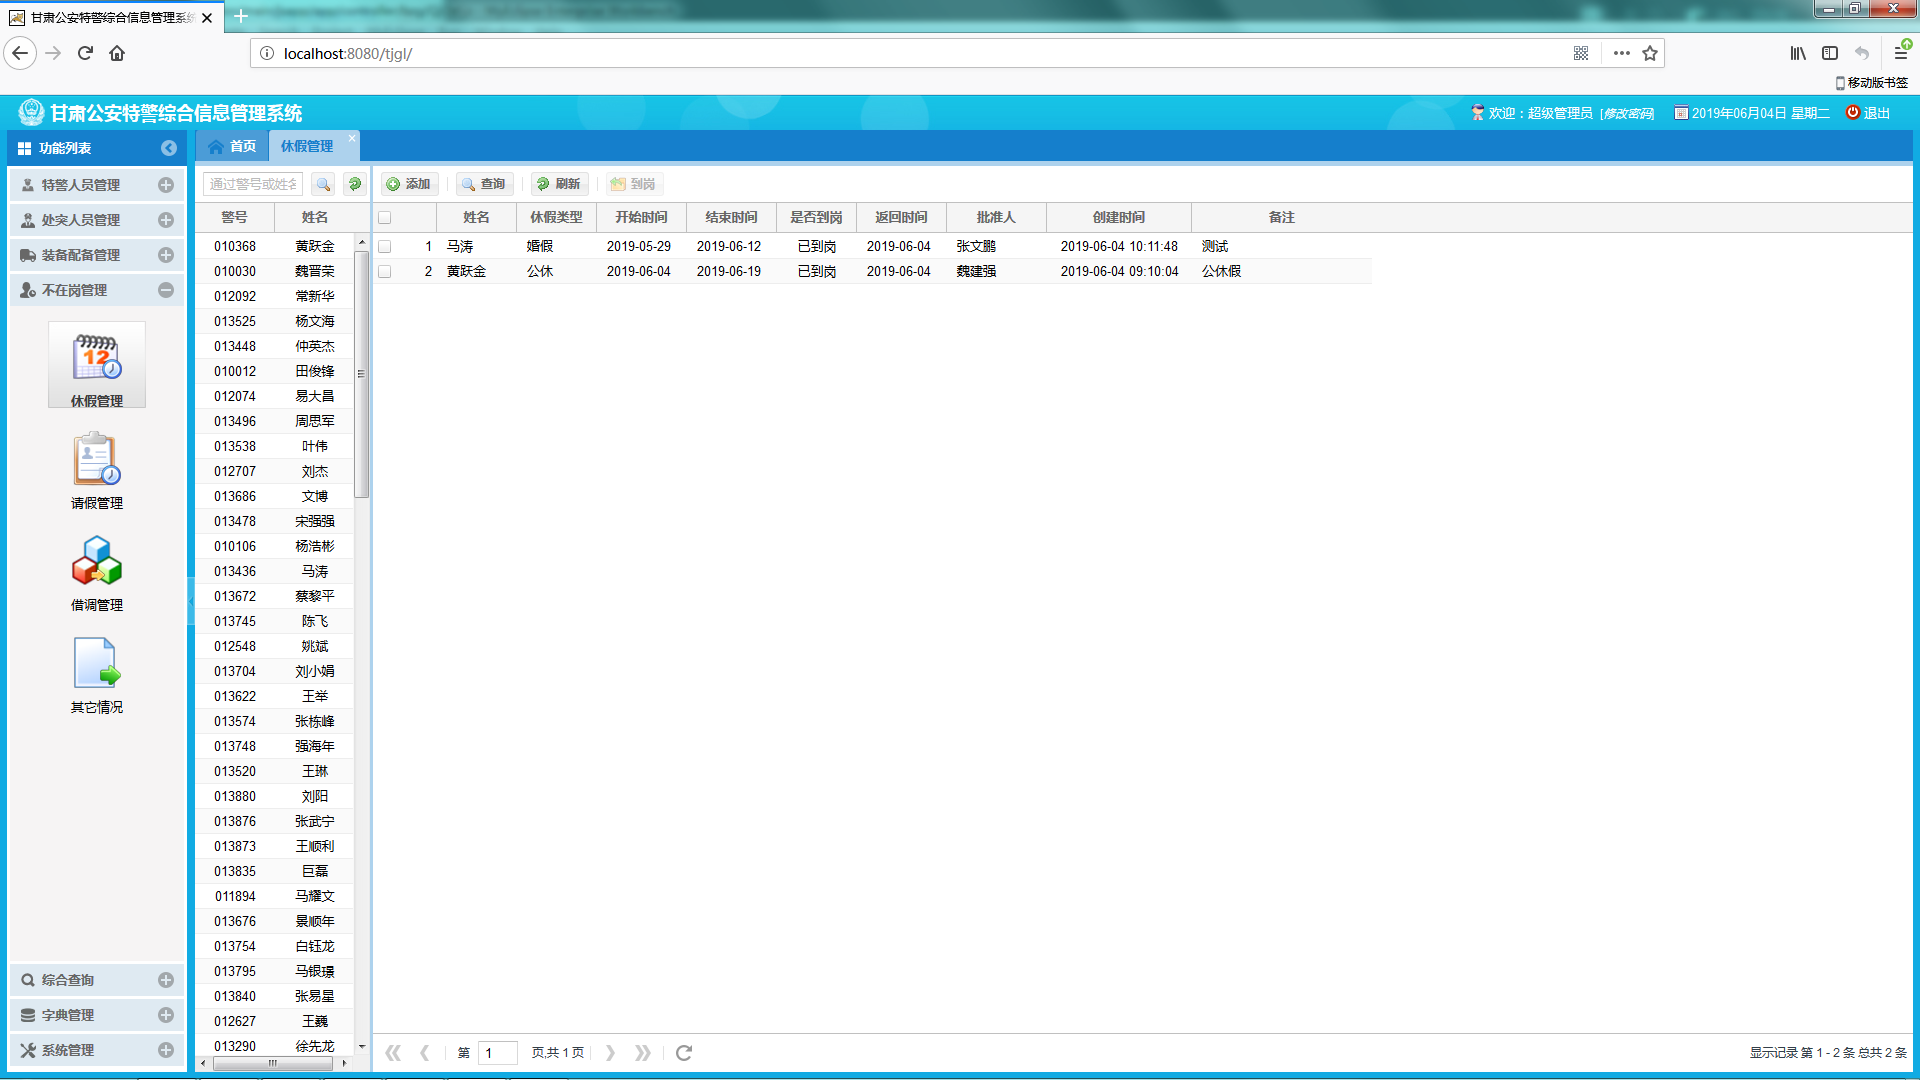 甘肃公安特警综合信息管理系统
localhost:8080/tjgl/
移动版书签
甘肃公安特警综合信息管理系统
欢迎：超级管理员 [修改密码] 2019年06月04日 星期二 退出
功能列表
首页 休假管理
特警人员管理
处突人员管理
装备配备管理
不在岗管理
12
休假管理
请假管理
借调管理
其它情况
综合查询
字典管理
系统管理
通过警号或姓名
警号 姓名
010368 黄跃金
010030 魏晋荣
012092 常新华
013525 杨文海
013448 仲英杰
010012 田俊锋
012074 易大昌
013496 周思军
013538 叶伟
012707 刘杰
013686 文博
013478 宋强强
010106 杨浩彬
013436 马涛
013672 蔡黎平
013745 陈飞
012548 姚斌
013704 刘小娟
013622 王举
013574 张栋峰
013748 强海年
013520 王琳
013880 刘阳
013876 张武宁
013873 王顺利
013835 巨磊
011894 马耀文
013676 景顺年
013754 白钰龙
013795 马银璟
013840 张易星
012627 王巍
013290 徐先龙
添加 查询 刷新 到岗
姓名 休假类型 开始时间 结束时间 是否到岗 返回时间 批准人 创建时间 备注
1 马涛 婚假 2019-05-29 2019-06-12 已到岗 2019-06-04 张文鹏 2019-06-04 10:11:48 测试
2 黄跃金 公休 2019-06-04 2019-06-19 已到岗 2019-06-04 魏建强 2019-06-04 09:10:04 公休假
第 1 页,共 1 页
显示记录 第 1 - 2 条 总共 2 条